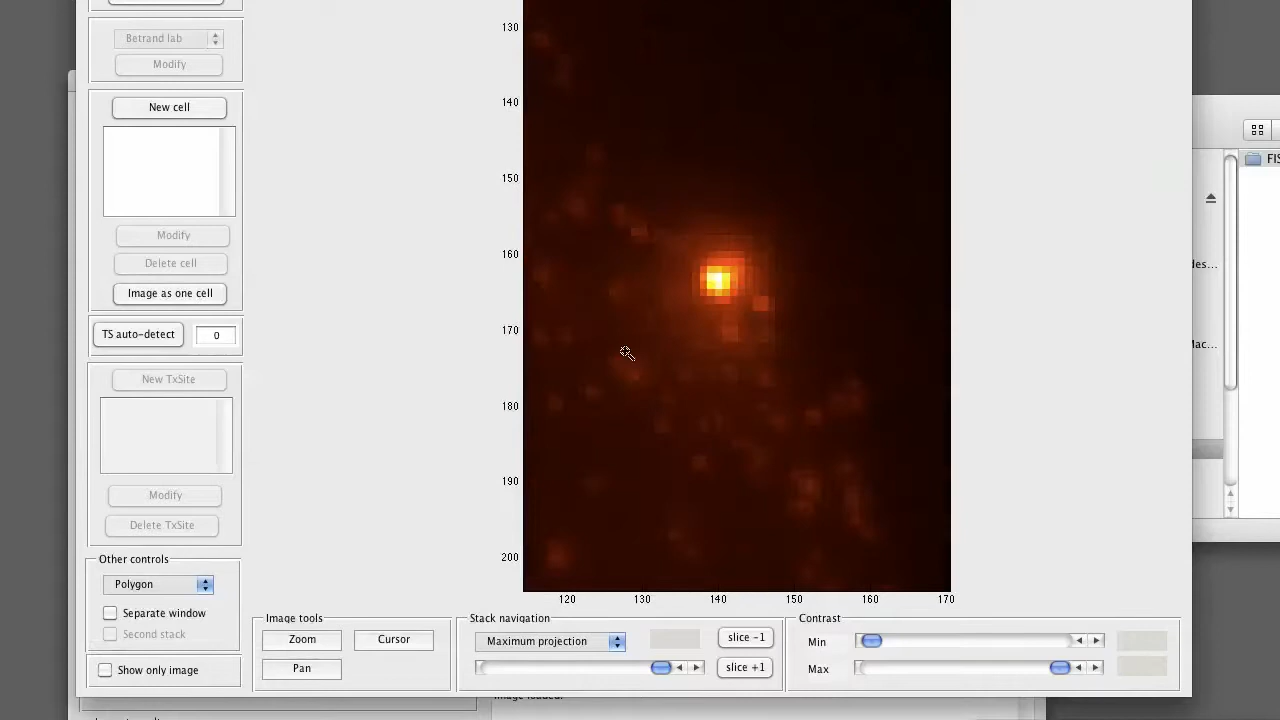 Betrand lab
Modify
New cell
Modify
Delete cell
Image as one cell
TS auto-detect
0
New TxSite
Modify
Delete TxSite
Other controls
Polygon
Separate window
Second stack
Show only image
130
140
150
160
170
180
190
200
120
130
140
150
160
170
Image tools
Zoom
Cursor
Pan
Stack navigation
Maximum projection
slice -1
slice +1
Contrast
Min
Max
FIS
des...
Mac...
Image loaded.